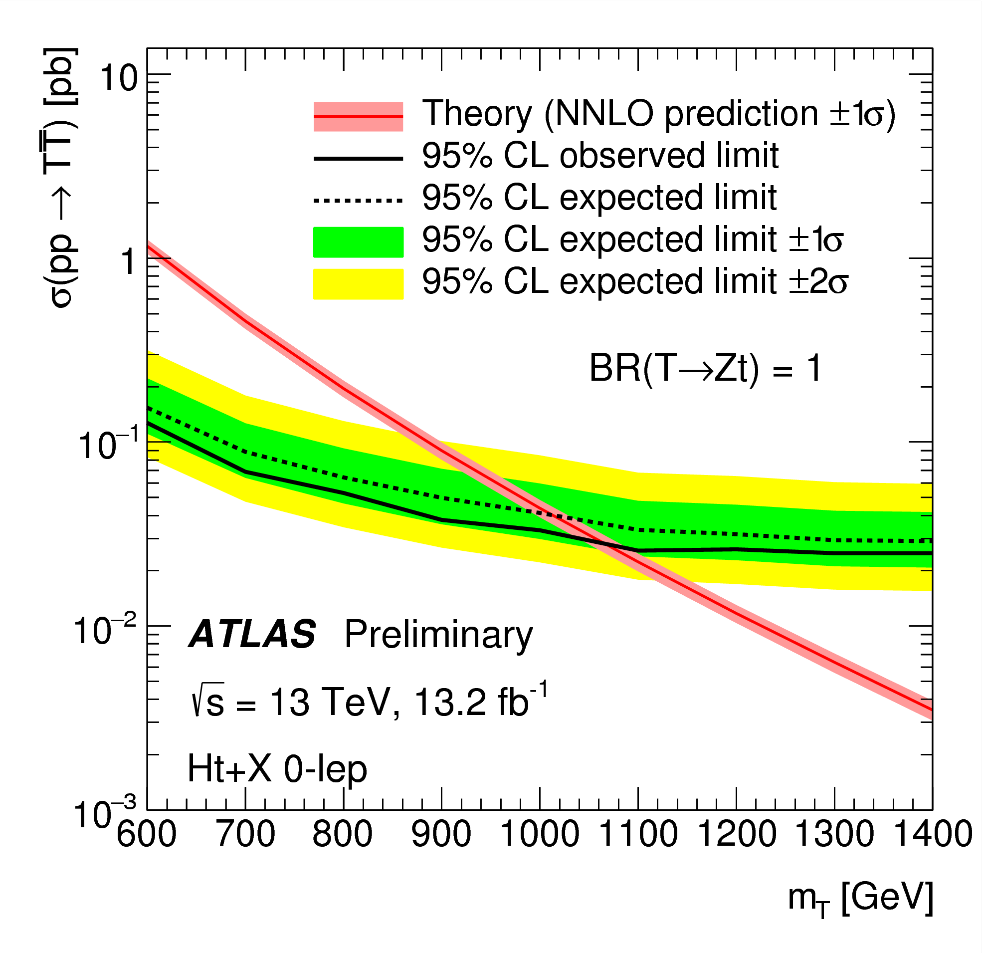 σ(pp → TT̅) [pb]
10
1
10⁻¹
10⁻²
10⁻³
Theory (NNLO prediction ±1σ)
95% CL observed limit
95% CL expected limit
95% CL expected limit ±1σ
95% CL expected limit ±2σ
BR(T→Zt) = 1
ATLAS Preliminary
√s = 13 TeV, 13.2 fb⁻¹
Ht+X 0-lep
600 700 800 900 1000 1100 1200 1300 1400
m_T [GeV]